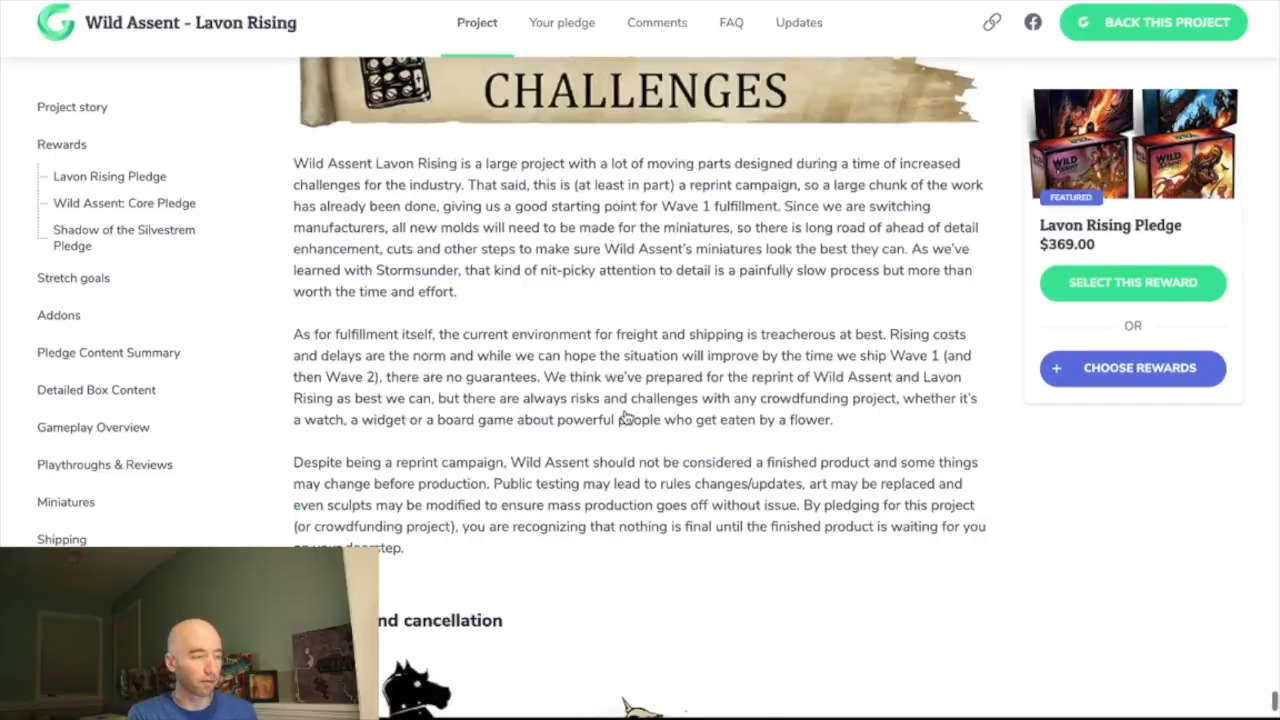 Wild Assent - Lavon Rising
Project
Your pledge
Comments
FAQ
Updates
BACK THIS PROJECT
Project story
Rewards
Lavon Rising Pledge
Wild Assent: Core Pledge
Shadow of the Silvestrem
Pledge
Stretch goals
Addons
Pledge Content Summary
Detailed Box Content
Gameplay Overview
Playthroughs & Reviews
Miniatures
Shipping
CHALLENGES
Wild Assent Lavon Rising is a large project with a lot of moving parts designed during a time of increased
challenges for the industry. That said, this is (at least in part) a reprint campaign, so a large chunk of the work
has already been done, giving us a good starting point for Wave 1 fulfillment. Since we are switching
manufacturers, all new molds will need to be made for the miniatures, so there is long road of ahead of detail
enhancement, cuts and other steps to make sure Wild Assent's miniatures look the best they can. As we've
learned with Stormsunder, that kind of nit-picky attention to detail is a painfully slow process but more than
worth the time and effort.
As for fulfillment itself, the current environment for freight and shipping is treacherous at best. Rising costs
and delays are the norm and while we can hope the situation will improve by the time we ship Wave 1 (and
then Wave 2), there are no guarantees. We think we've prepared for the reprint of Wild Assent and Lavon
Rising as best we can, but there are always risks and challenges with any crowdfunding project, whether it's
a watch, a widget or a board game about powerful people who get eaten by a flower.
Despite being a reprint campaign, Wild Assent should not be considered a finished product and some things
may change before production. Public testing may lead to rules changes/updates, art may be replaced and
even sculpts may be modified to ensure mass production goes off without issue. By pledging for this project
(or crowdfunding project), you are recognizing that nothing is final until the finished product is waiting for you
on your doorstep.
nd cancellation
WILD
WILD
FEATURED
Lavon Rising Pledge
$369.00
SELECT THIS REWARD
OR
+ CHOOSE REWARDS